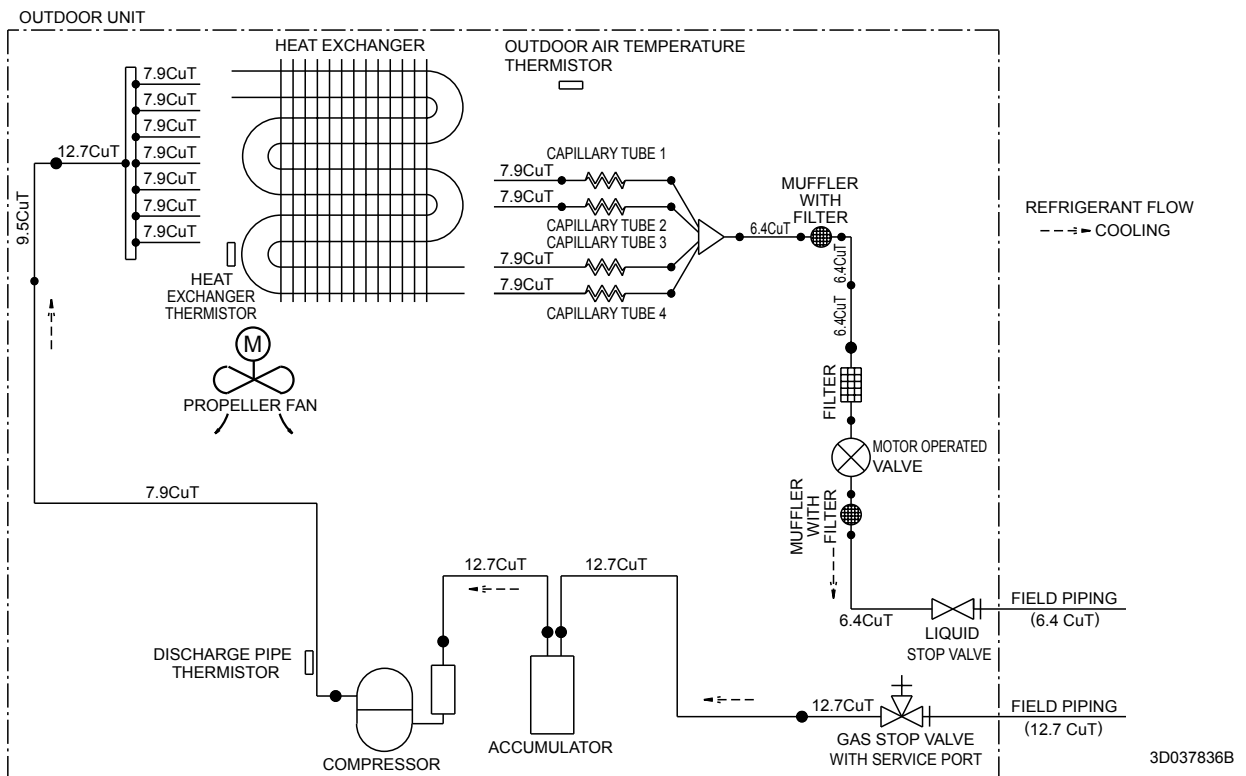 OUTDOOR UNIT
HEAT EXCHANGER
OUTDOOR AIR TEMPERATURE
THERMISTOR
7.9CuT
7.9CuT
7.9CuT
7.9CuT
7.9CuT
7.9CuT
7.9CuT
12.7CuT
9.5CuT
HEAT
EXCHANGER
THERMISTOR
CAPILLARY TUBE 1
7.9CuT
7.9CuT
CAPILLARY TUBE 2
CAPILLARY TUBE 3
7.9CuT
7.9CuT
CAPILLARY TUBE 4
MUFFLER
WITH
FILTER
6.4CuT
6.4CuT
6.4CuT
REFRIGERANT FLOW
COOLING
M
PROPELLER FAN
FILTER
MOTOR OPERATED
VALVE
MUFFLER
WITH
FILTER
7.9CuT
12.7CuT
12.7CuT
6.4CuT
LIQUID
STOP VALVE
FIELD PIPING
(6.4 CuT)
DISCHARGE PIPE
THERMISTOR
COMPRESSOR
ACCUMULATOR
12.7CuT
GAS STOP VALVE
WITH SERVICE PORT
FIELD PIPING
(12.7 CuT)
3D037836B